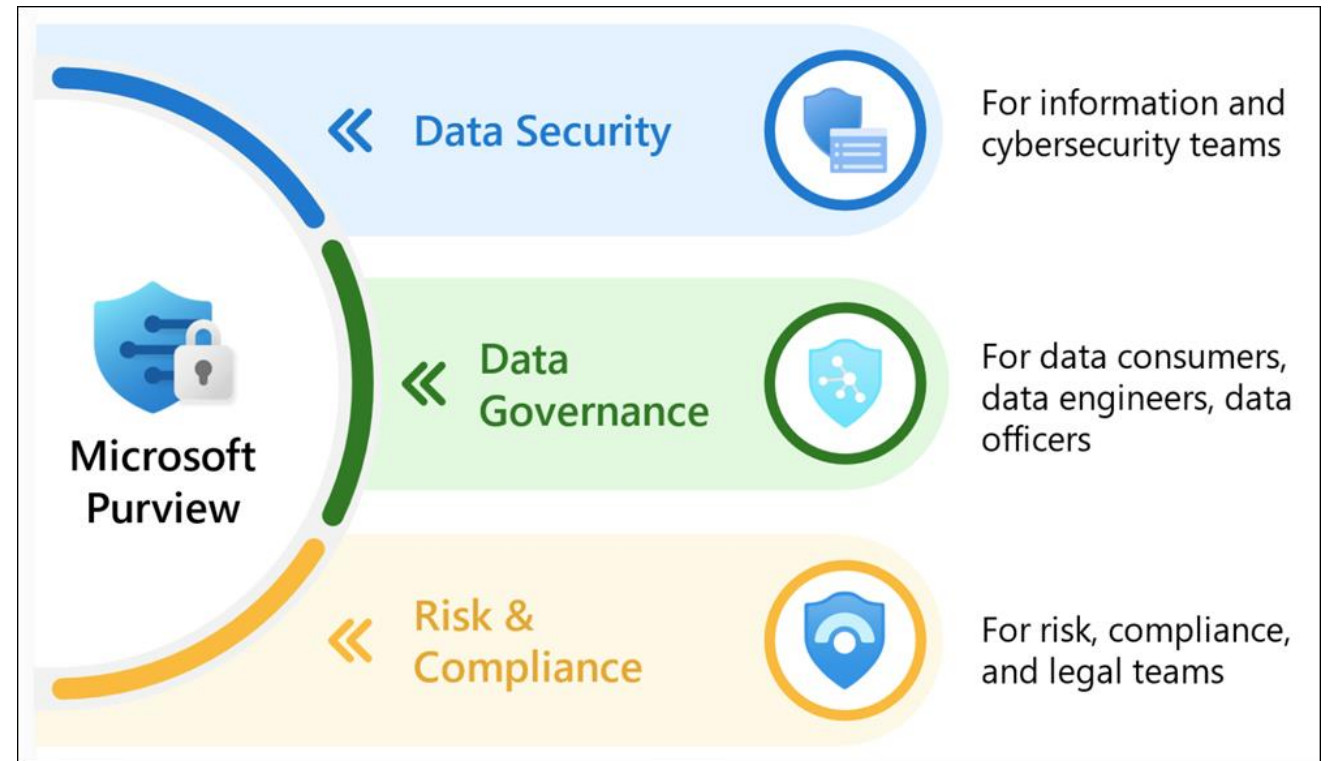 Data Security
For information and
cybersecurity teams
Microsoft
Purview
Data
Governance
For data consumers,
data engineers, data
officers
Risk &
Compliance
For risk, compliance,
and legal teams